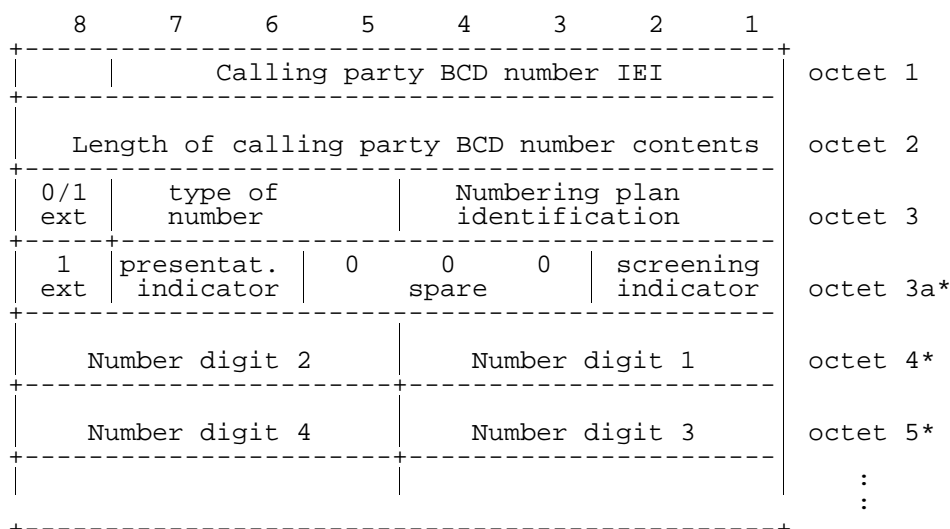 8 7 6 5 4 3 2 1
Calling party BCD number IEI octet 1
Length of calling party BCD number contents octet 2
0/1 type of Numbering plan
ext number identification octet 3
1 presentat. 0 0 0 screening
ext indicator spare indicator octet 3a*
Number digit 2 Number digit 1 octet 4*
Number digit 4 Number digit 3 octet 5*
:
: